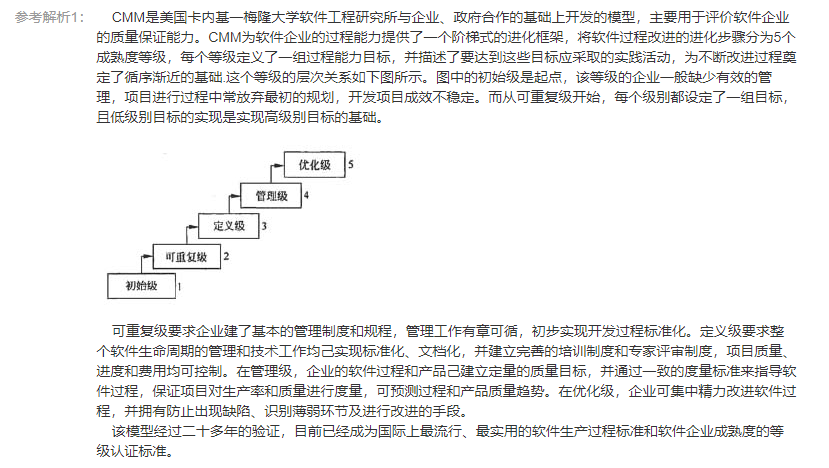 参考解析1：　CMM是美国卡内基一梅隆大学软件工程研究所与企业、政府合作的基础上开发的模型，主要用于评价软件企业
的质量保证能力。CMM为软件企业的过程能力提供了一个阶梯式的进化框架，将软件过程改进的进化步骤分为5个
成熟度等级，每个等级定义了一组过程能力目标，并描述了要达到这些目标应采取的实践活动，为不断改进过程奠
定了循序渐近的基础.这个等级的层次关系如下图所示。图中的初始级是起点，该等级的企业一般缺少有效的管
理，项目进行过程中常放弃最初的规划，开发项目成效不稳定。而从可重复级开始，每个级别都设定了一组目标，
且低级别目标的实现是实现高级别目标的基础。
优化级 5
管理级 4
定义级 3
可重复级 2
初始级 1
可重复级要求企业建了基本的管理制度和规程，管理工作有章可循，初步实现开发过程标准化。定义级要求整
个软件生命周期的管理和技术工作均己实现标准化、文档化，并建立完善的培训制度和专家评审制度，项目质量、
进度和费用均可控制。在管理级，企业的软件过程和产品己建立定量的质量目标，并通过一致的度量标准来指导软
件过程，保证项目对生产率和质量进行度量，可预测过程和产品质量趋势。在优化级，企业可集中精力改进软件过
程，并拥有防止出现缺陷、识别薄弱环节及进行改进的手段。
该模型经过二十多年的验证，目前已经成为国际上最流行、最实用的软件生产过程标准和软件企业成熟度的等
级认证标准。